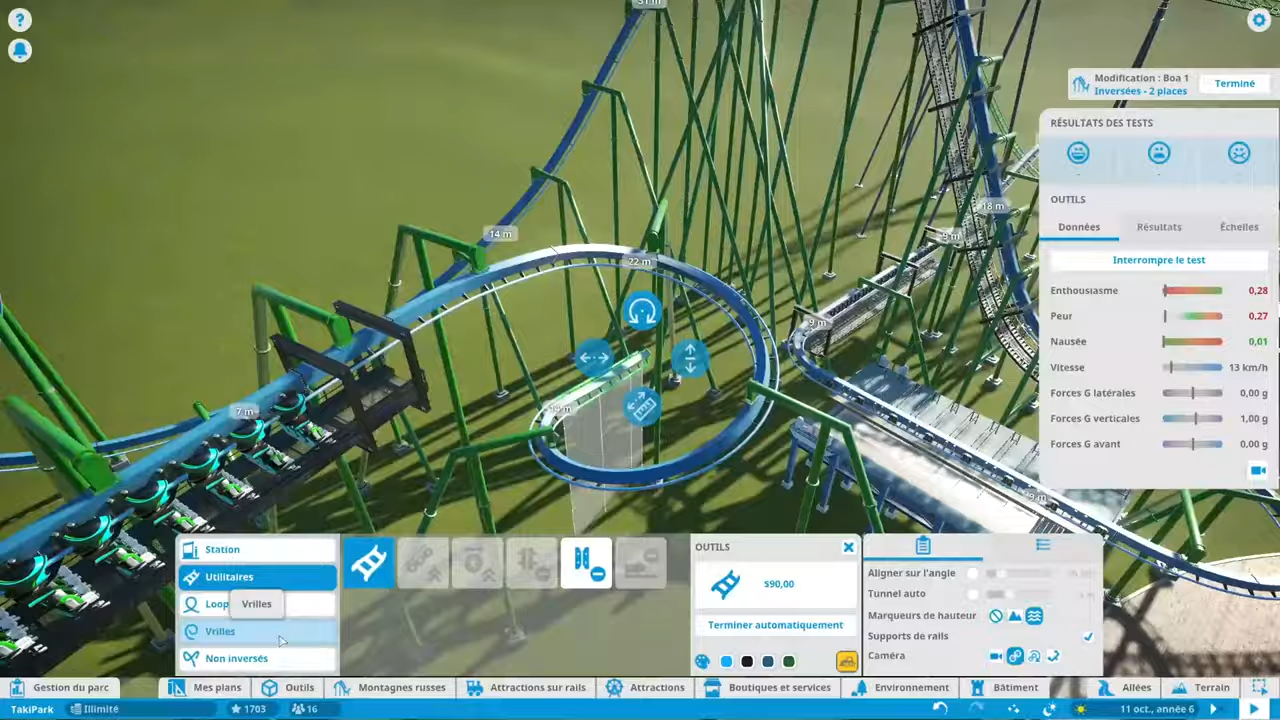 31 m
Modification : Boa 1
Inversées - 2 places
Terminé
RÉSULTATS DES TESTS
OUTILS
Données
Résultats
Échelles
Interrompre le test
Enthousiasme 0,28
Peur 0,27
Nausée 0,01
Vitesse 13 km/h
Forces G latérales 0,00 g
Forces G verticales 1,00 g
Forces G avant 0,00 g
18 m
9 m
14 m
22 m
9 m
7 m
9 m
Station
Utilitaires
Loop
Vrilles
Vrilles
Non inversés
OUTILS
$90,00
Terminer automatiquement
Aligner sur l'angle
Tunnel auto
Marqueurs de hauteur
Supports de rails
Caméra
Gestion du parc
Mes plans
Outils
Montagnes russes
Attractions sur rails
Attractions
Boutiques et services
Environnement
Bâtiment
Allées
Terrain
TakiPark
Illimité
1703
16
11 oct., année 6